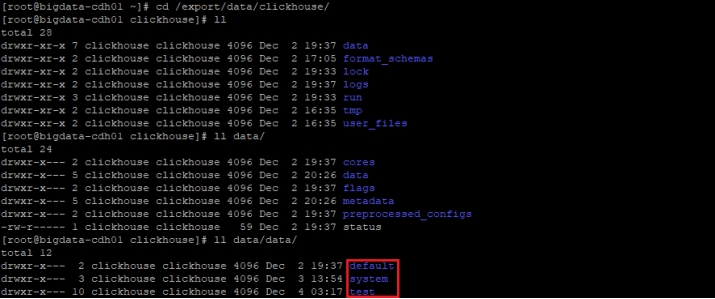 [root@bigdata-cdh01 ~]# cd /export/data/clickhouse/
[root@bigdata-cdh01 clickhouse]# ll
total 28
drwxr-xr-x 7 clickhouse clickhouse 4096 Dec  2 19:37 data
drwxr-xr-x 2 clickhouse clickhouse 4096 Dec  2 17:05 format_schemas
drwxr-xr-x 2 clickhouse clickhouse 4096 Dec  2 19:33 lock
drwxr-xr-x 2 clickhouse clickhouse 4096 Dec  2 19:37 logs
drwxr-xr-x 3 clickhouse clickhouse 4096 Dec  2 19:33 run
drwxr-xr-x 2 clickhouse clickhouse 4096 Dec  2 16:35 tmp
drwxr-xr-x 2 clickhouse clickhouse 4096 Dec  2 16:35 user_files
[root@bigdata-cdh01 clickhouse]# ll data/
total 24
drwxr-x--- 2 clickhouse clickhouse 4096 Dec  2 19:37 cores
drwxr-x--- 5 clickhouse clickhouse 4096 Dec  2 20:26 data
drwxr-x--- 2 clickhouse clickhouse 4096 Dec  2 19:37 flags
drwxr-x--- 5 clickhouse clickhouse 4096 Dec  2 20:26 metadata
drwxr-x--- 2 clickhouse clickhouse 4096 Dec  2 19:37 preprocessed_configs
-rw-r----- 1 clickhouse clickhouse   59 Dec  2 19:37 status
[root@bigdata-cdh01 clickhouse]# ll data/data/
total 12
drwxr-x---  2 clickhouse clickhouse 4096 Dec  2 19:37 default
drwxr-x---  3 clickhouse clickhouse 4096 Dec  3 13:54 system
drwxr-x--- 10 clickhouse clickhouse 4096 Dec  4 03:17 test